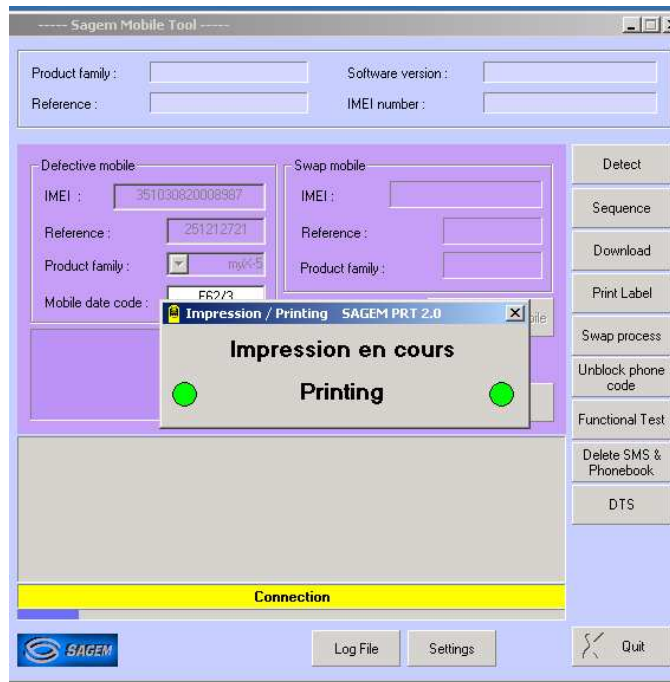 ----- Sagem Mobile Tool -----
Product family :
Software version :
Reference :
IMEI number :
Defective mobile
Swap mobile
Detect
IMEI :
351030820008987
IMEI :
Sequence
Reference :
251212721
Reference :
Download
Product family :
myX-5
Product family :
Print Label
Mobile date code :
F62/3
Impression / Printing SAGEM PRT 2.0
Impression en cours
Printing
Swap process
Unblock phone
code
Functional Test
Delete SMS &
Phonebook
DTS
Connection
SAGEM
Log File
Settings
Quit